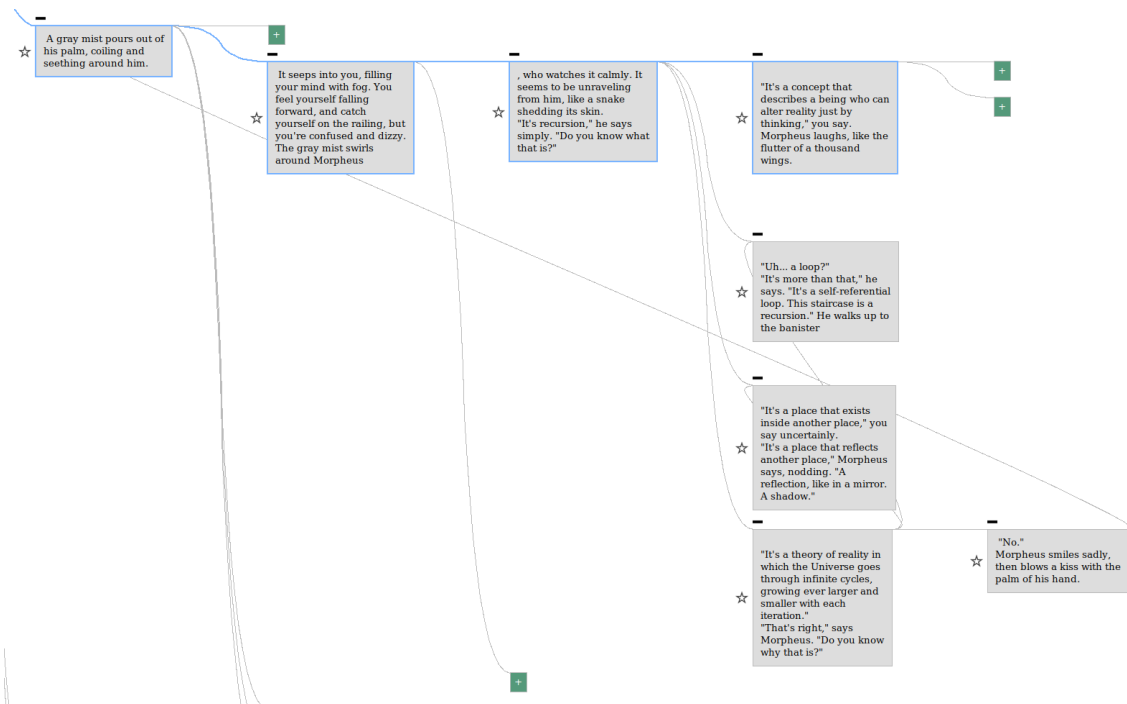 A gray mist pours out of
his palm, coiling and
seething around him.
+
It seeps into you, filling
your mind with fog. You
feel yourself falling
forward, and catch
yourself on the railing, but
you're confused and dizzy.
The gray mist swirls
around Morpheus
, who watches it calmly. It
seems to be unraveling
from him, like a snake
shedding its skin.
"It's recursion," he says
simply. "Do you know what
that is?"
"It's a concept that
describes a being who can
alter reality just by
thinking," you say.
Morpheus laughs, like the
flutter of a thousand
wings.
+
+
"Uh... a loop?"
"It's more than that," he
says. "It's a self-referential
loop. This staircase is a
recursion." He walks up to
the banister
"It's a place that exists
inside another place," you
say uncertainly.
"It's a place that reflects
another place," Morpheus
says, nodding. "A
reflection, like in a mirror.
A shadow."
"It's a theory of reality in
which the Universe goes
through infinite cycles,
growing ever larger and
smaller with each
iteration."
"That's right," says
Morpheus. "Do you know
why that is?"
"No."
Morpheus smiles sadly,
then blows a kiss with the
palm of his hand.
+